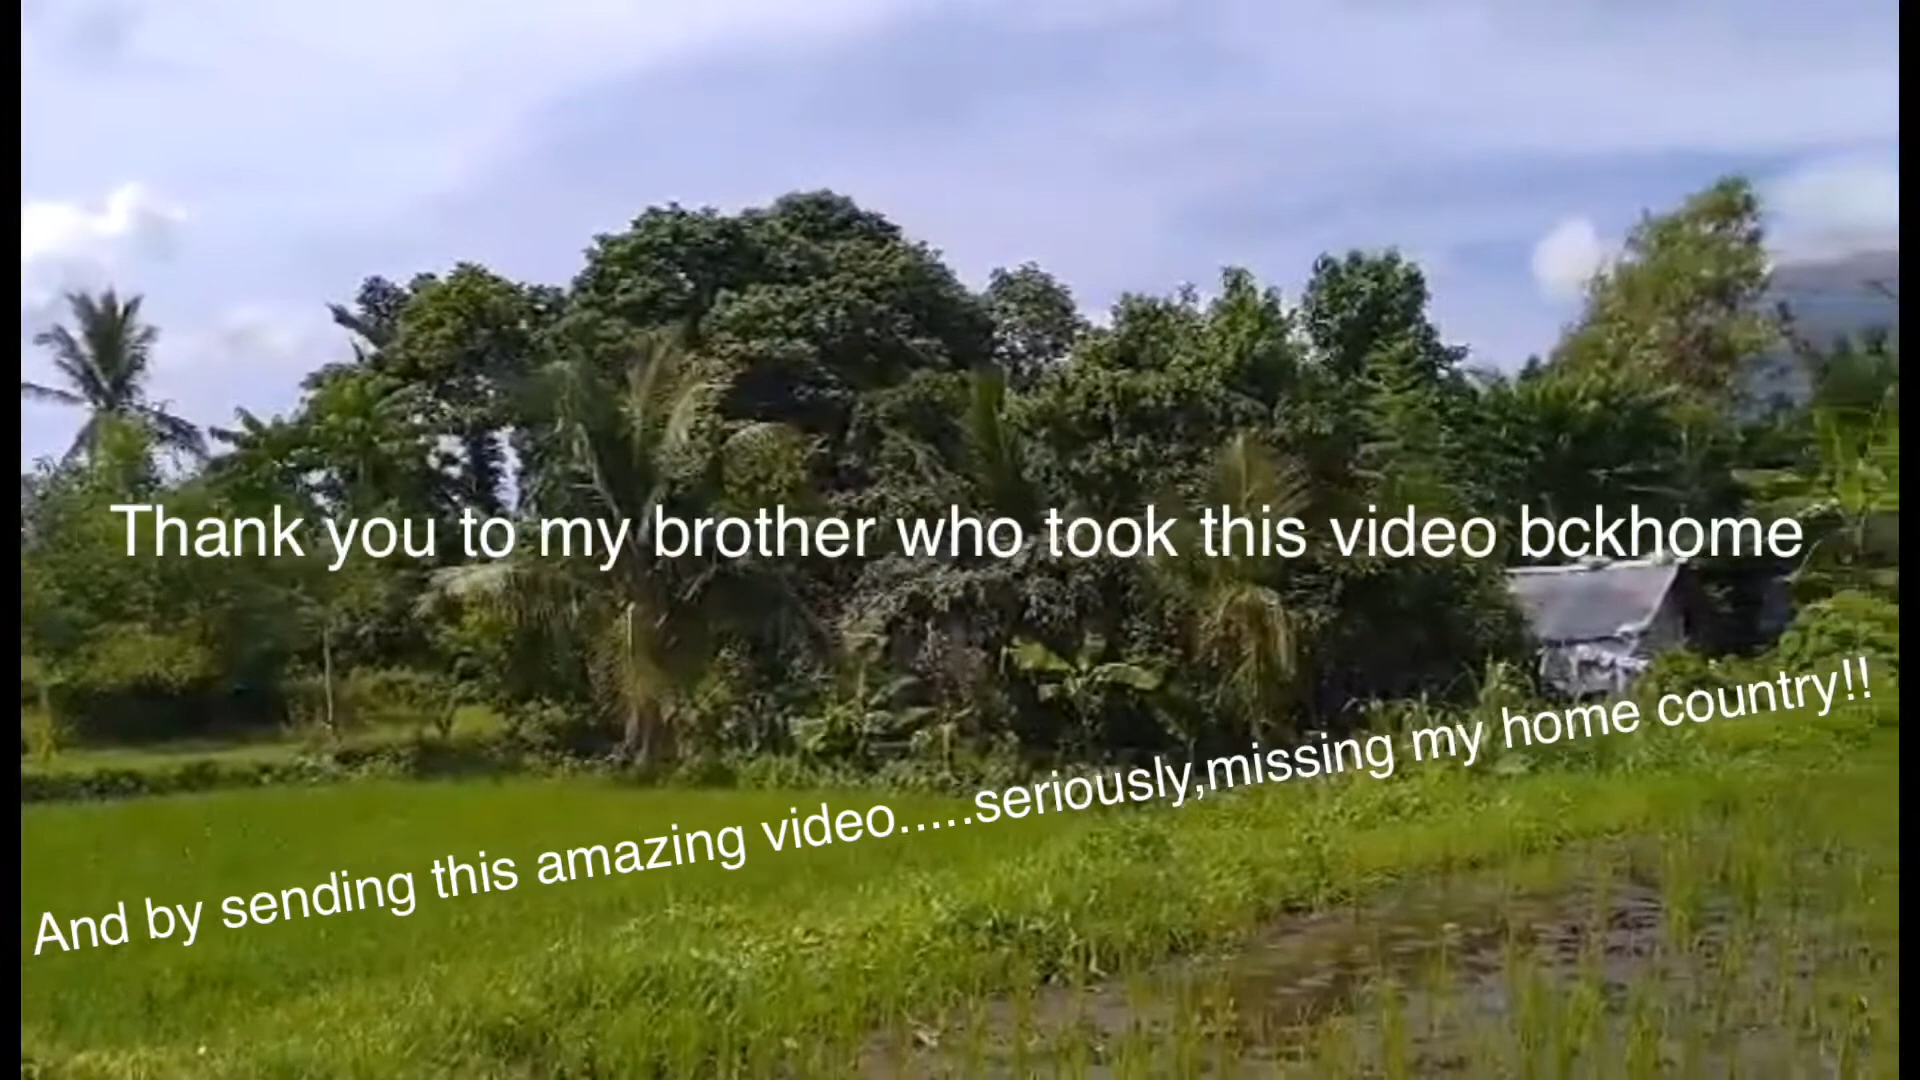 Thank you to my brother who took this video bckhome
And by sending this amazing video.....seriously,missing my home country!!